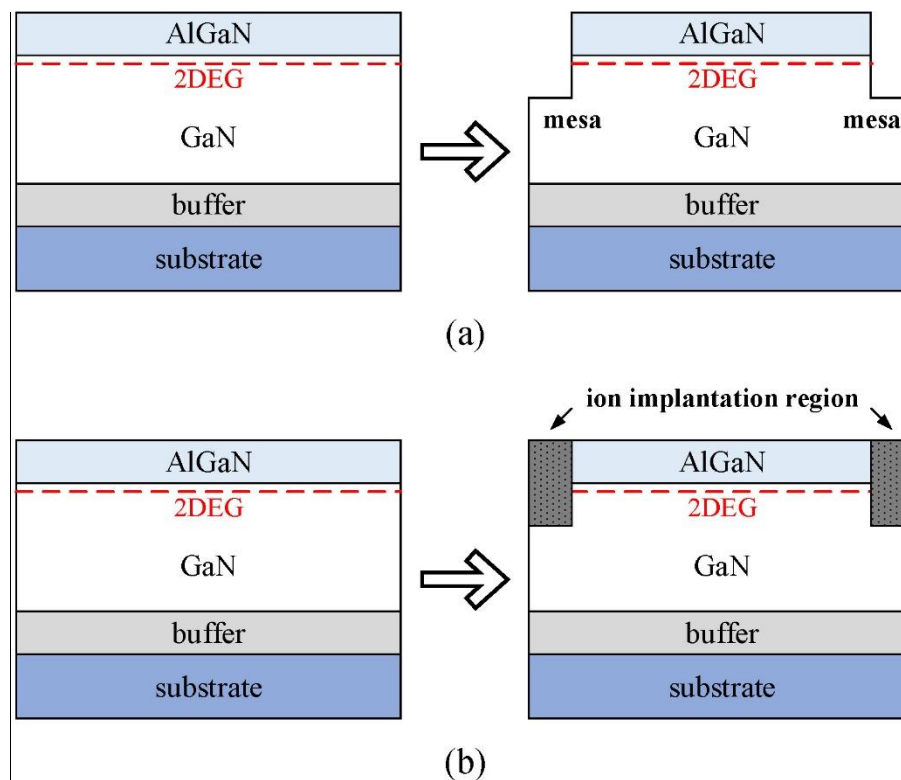 AlGaN
2DEG
GaN
buffer
substrate
AlGaN
2DEG
mesa
mesa
GaN
buffer
substrate
(a)
AlGaN
2DEG
GaN
buffer
substrate
ion implantation region
AlGaN
2DEG
GaN
buffer
substrate
(b)